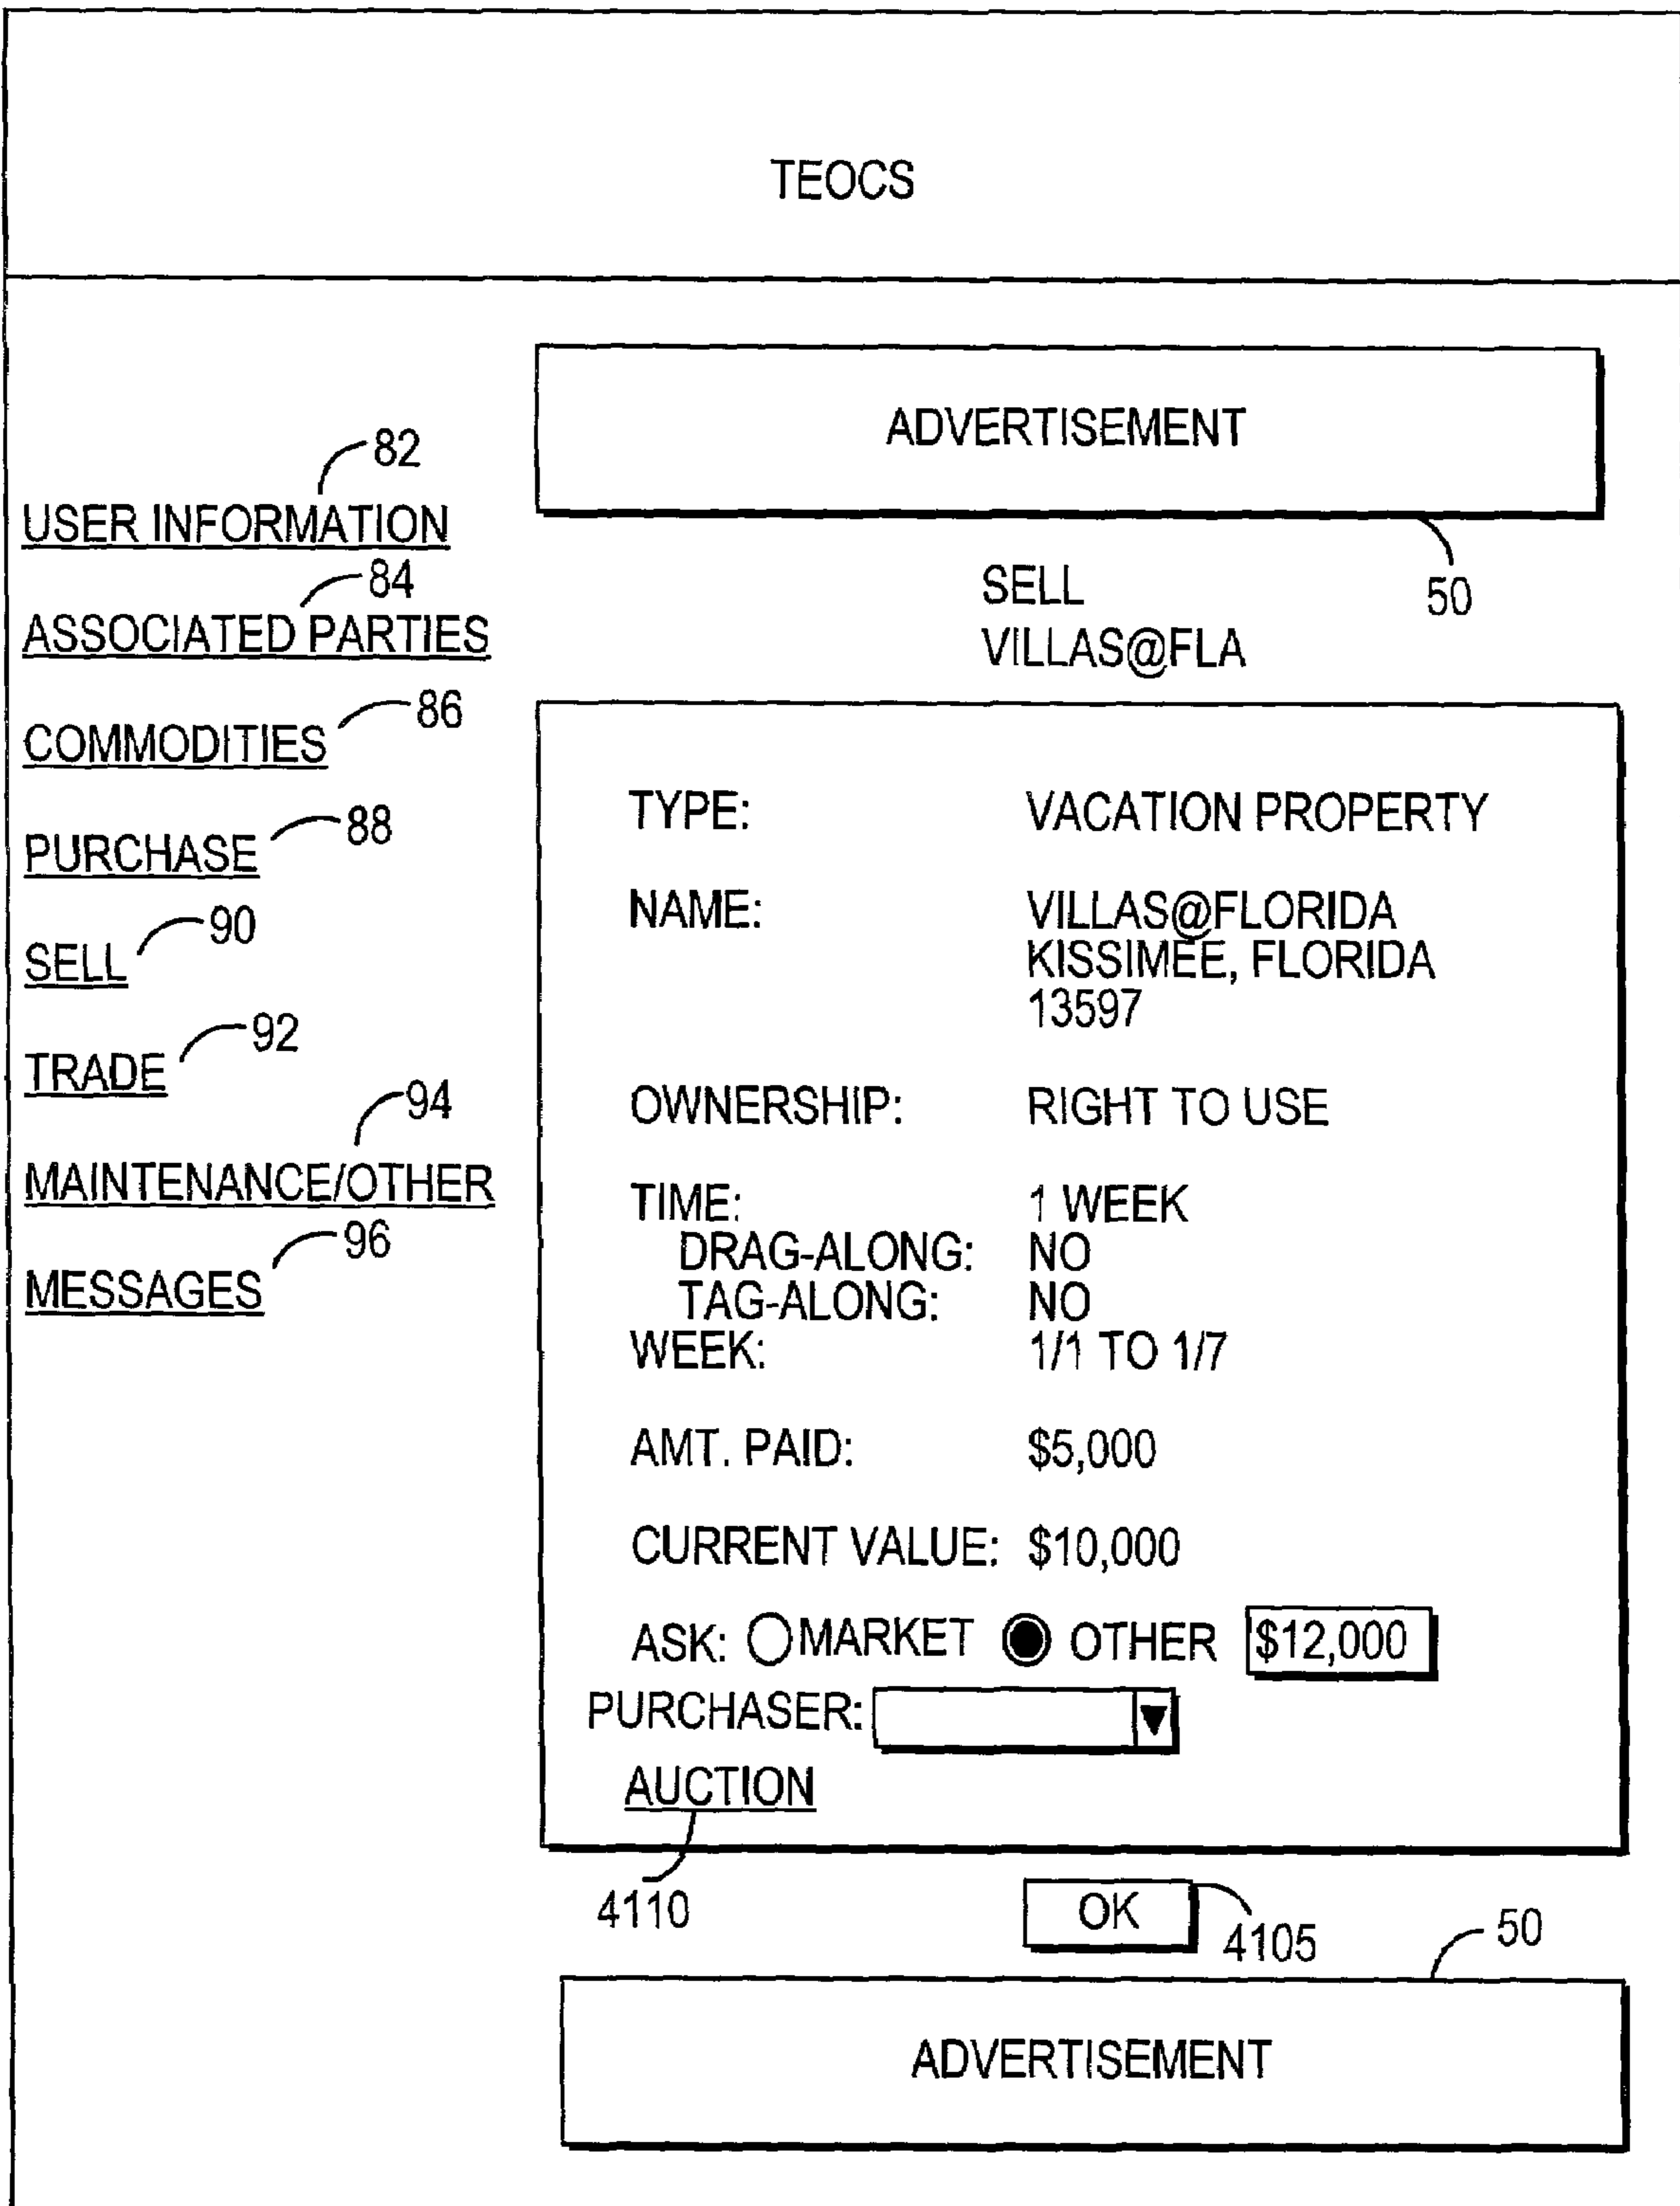 TEOCS
ADVERTISEMENT
50
82
USER INFORMATION
84
ASSOCIATED PARTIES
86
COMMODITIES
88
PURCHASE
90
SELL
92
TRADE
94
MAINTENANCE/OTHER
96
MESSAGES
SELL
VILLAS@FLA
TYPE: VACATION PROPERTY
NAME: VILLAS@FLORIDA
KISSIMEE, FLORIDA
13597
OWNERSHIP: RIGHT TO USE
TIME: 1 WEEK
DRAG-ALONG: NO
TAG-ALONG: NO
WEEK: 1/1 TO 1/7
AMT. PAID: $5,000
CURRENT VALUE: $10,000
ASK: MARKET OTHER $12,000
PURCHASER:
AUCTION
4110
OK
4105
50
ADVERTISEMENT